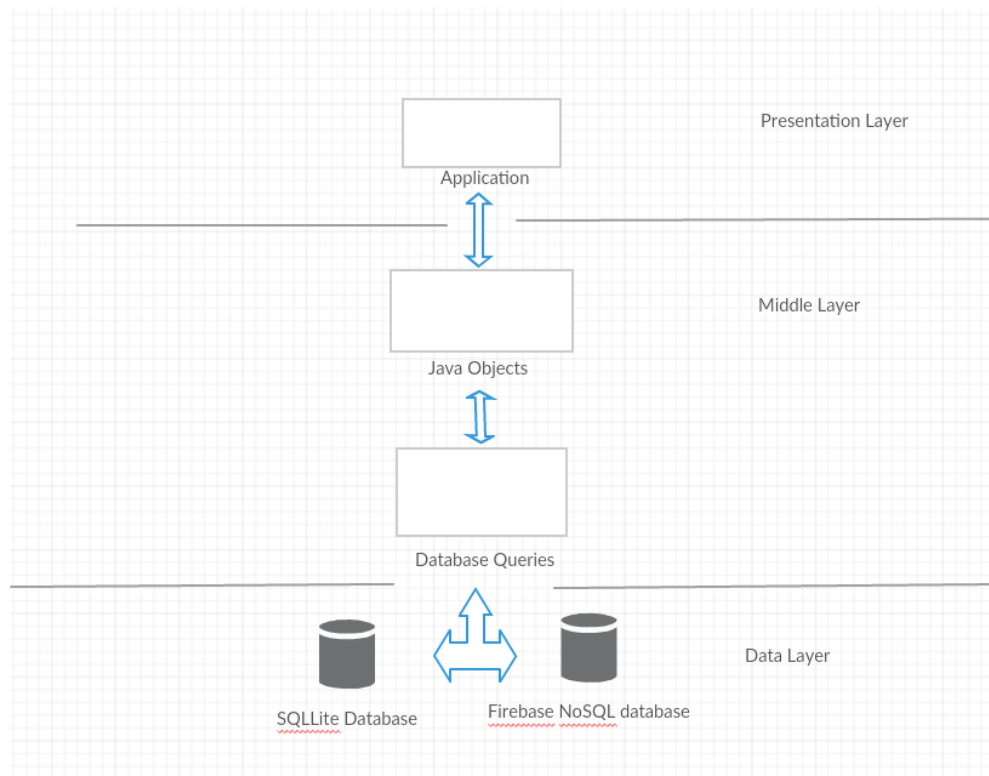 Presentation Layer
Application
Middle Layer
Java Objects
Database Queries
Data Layer
SQLLite Database
Firebase NoSQL database